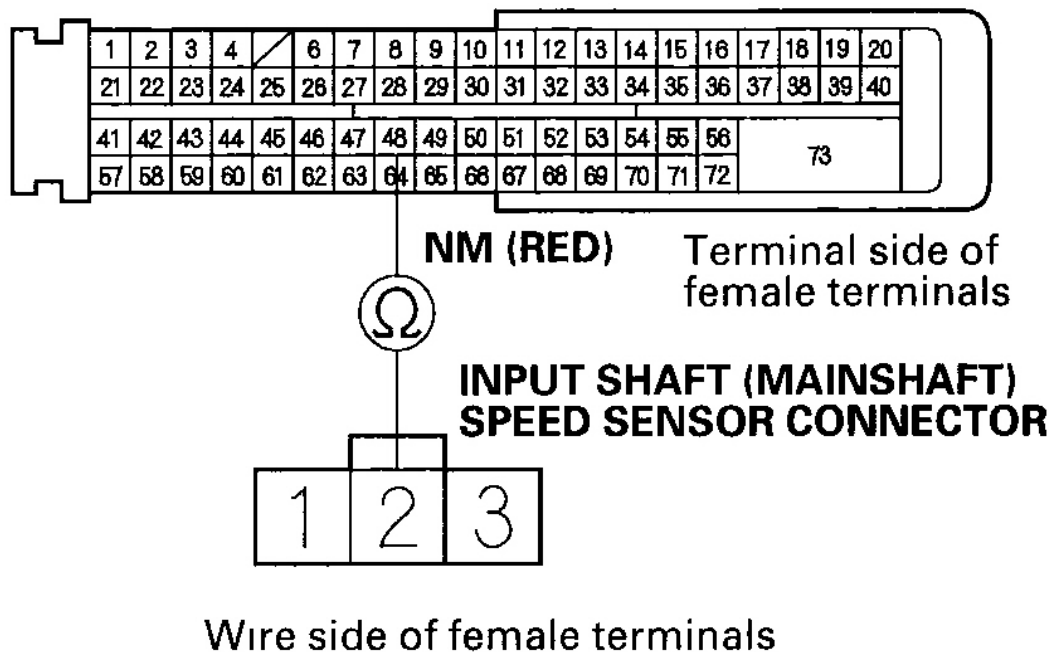 1 2 3 4 6 7 8 9 10 11 12 13 14 15 16 17 18 19 20
21 22 23 24 25 26 27 28 29 30 31 32 33 34 35 36 37 38 39 40
41 42 43 44 45 46 47 48 49 50 51 52 53 54 55 56
73
57 58 59 60 61 62 63 64 65 66 67 68 69 70 71 72
NM (RED)
Terminal side of
female terminals
Ω
INPUT SHAFT (MAINSHAFT)
SPEED SENSOR CONNECTOR
1 2 3
Wire side of female terminals